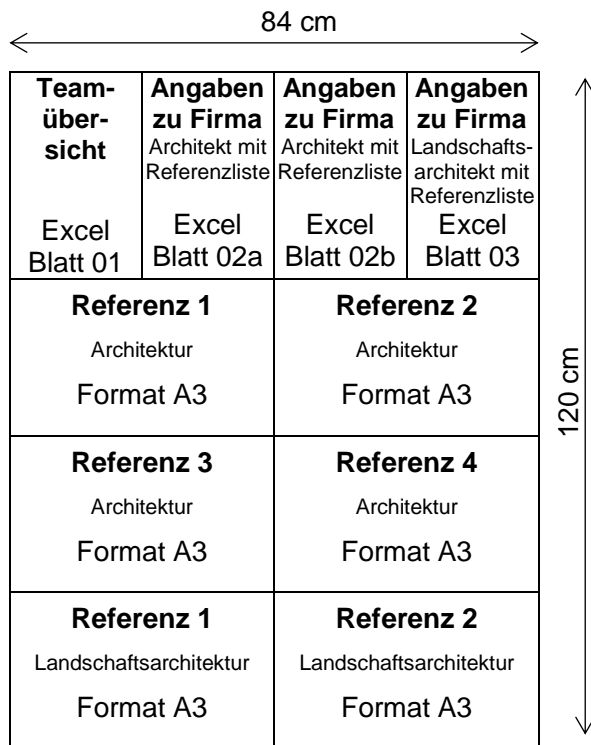 84 cm
Team-
über-
sicht
Excel
Blatt 01
Angaben
zu Firma
Architekt mit
Referenzliste
Excel
Blatt 02a
Angaben
zu Firma
Architekt mit
Referenzliste
Excel
Blatt 02b
Angaben
zu Firma
Landschafts-
architekt mit
Referenzliste
Excel
Blatt 03
120 cm
Referenz 1
Architektur
Format A3
Referenz 2
Architektur
Format A3
Referenz 3
Architektur
Format A3
Referenz 4
Architektur
Format A3
Referenz 1
Landschaftsarchitektur
Format A3
Referenz 2
Landschaftsarchitektur
Format A3